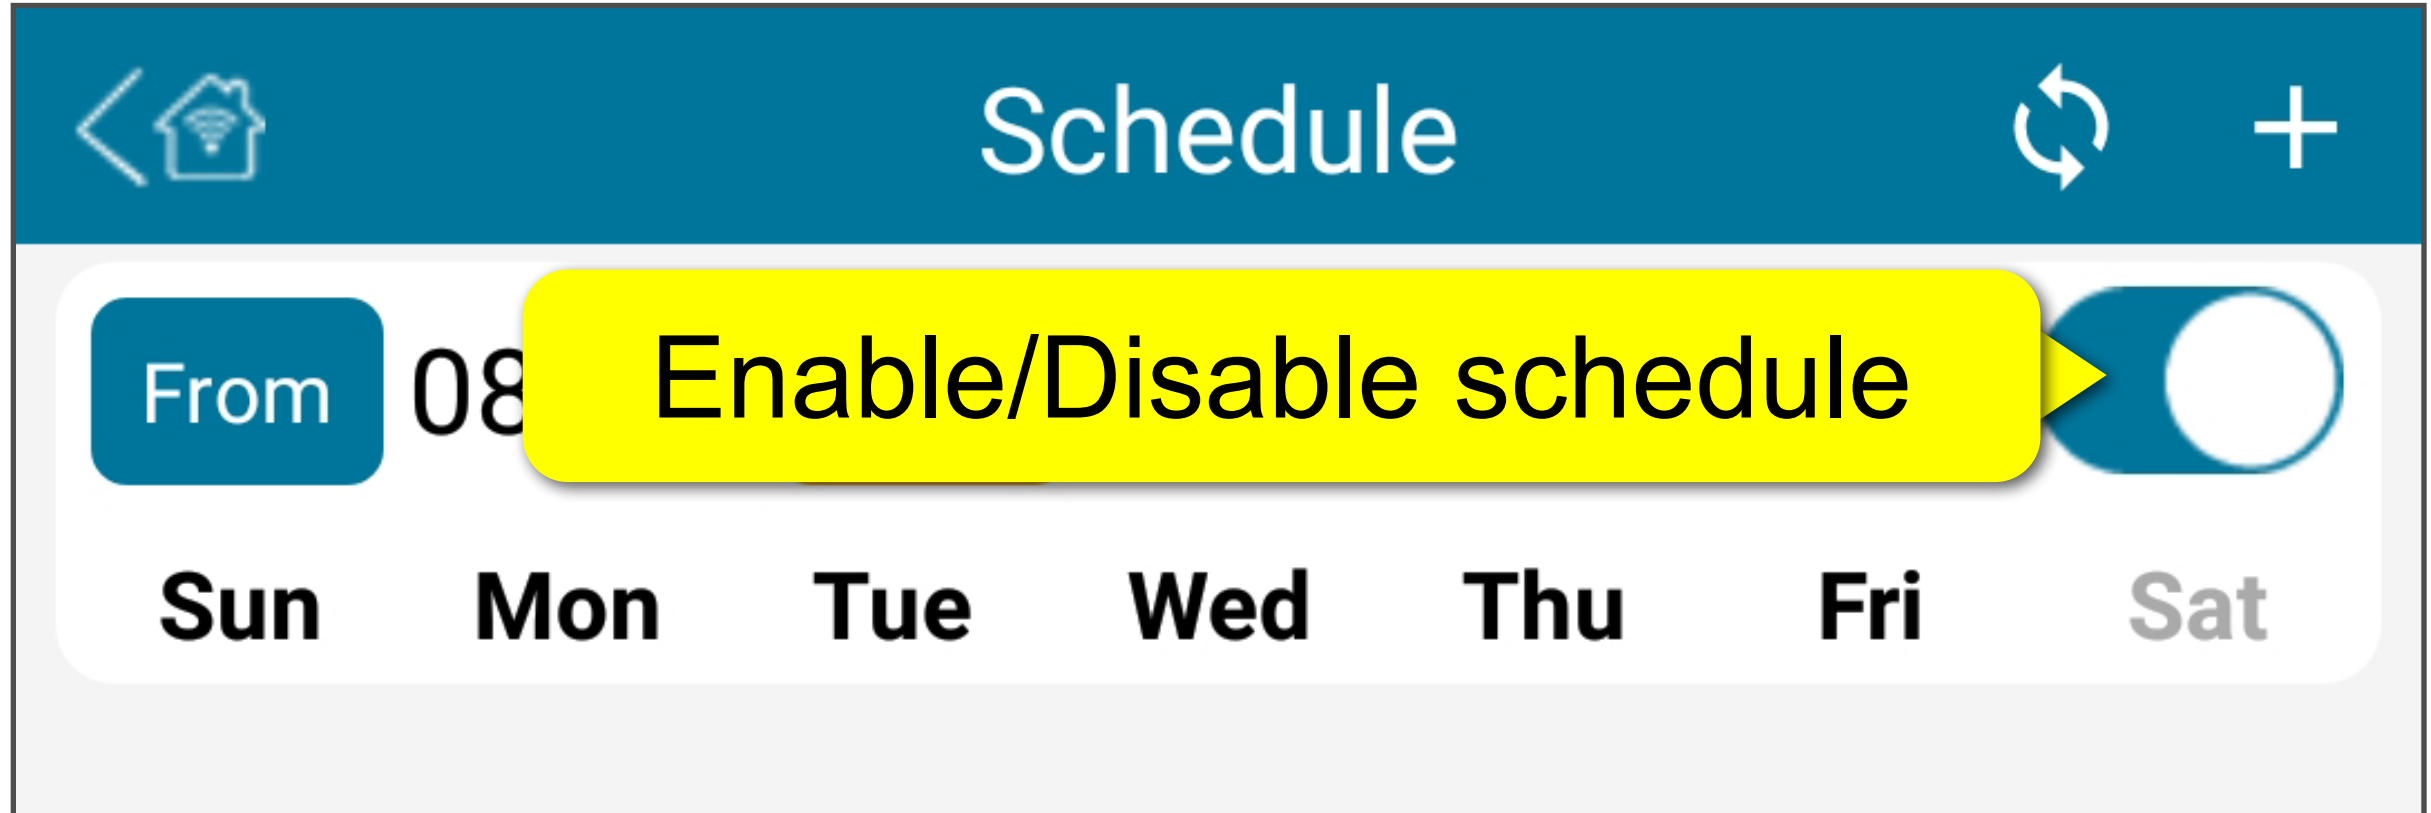 Schedule
From 08 Enable/Disable schedule
Sun Mon Tue Wed Thu Fri Sat